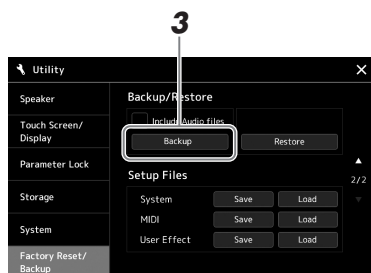 3
Utility
Speaker
Touch Screen/
Display
Parameter Lock
Storage
System
Factory Reset/
Backup
Backup/Restore
Include Audio files
Backup
Restore
Setup Files
System Save Load
MIDI Save Load
User Effect Save Load
2/2